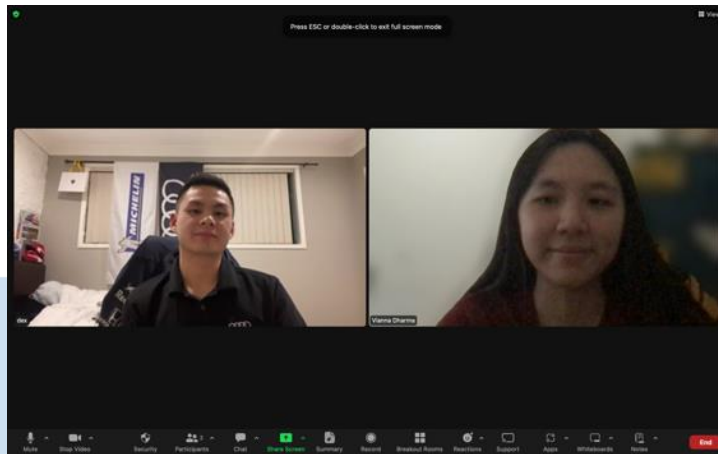 Press ESC or double-click to exit full screen mode
View
MICHELIN
dex
Vianna Dharma
Mute
Stop Video
Security
Participants
2
Chat
Share Screen
Summary
Record
Breakout Rooms
Reactions
Support
Apps
Whiteboards
Notes
End